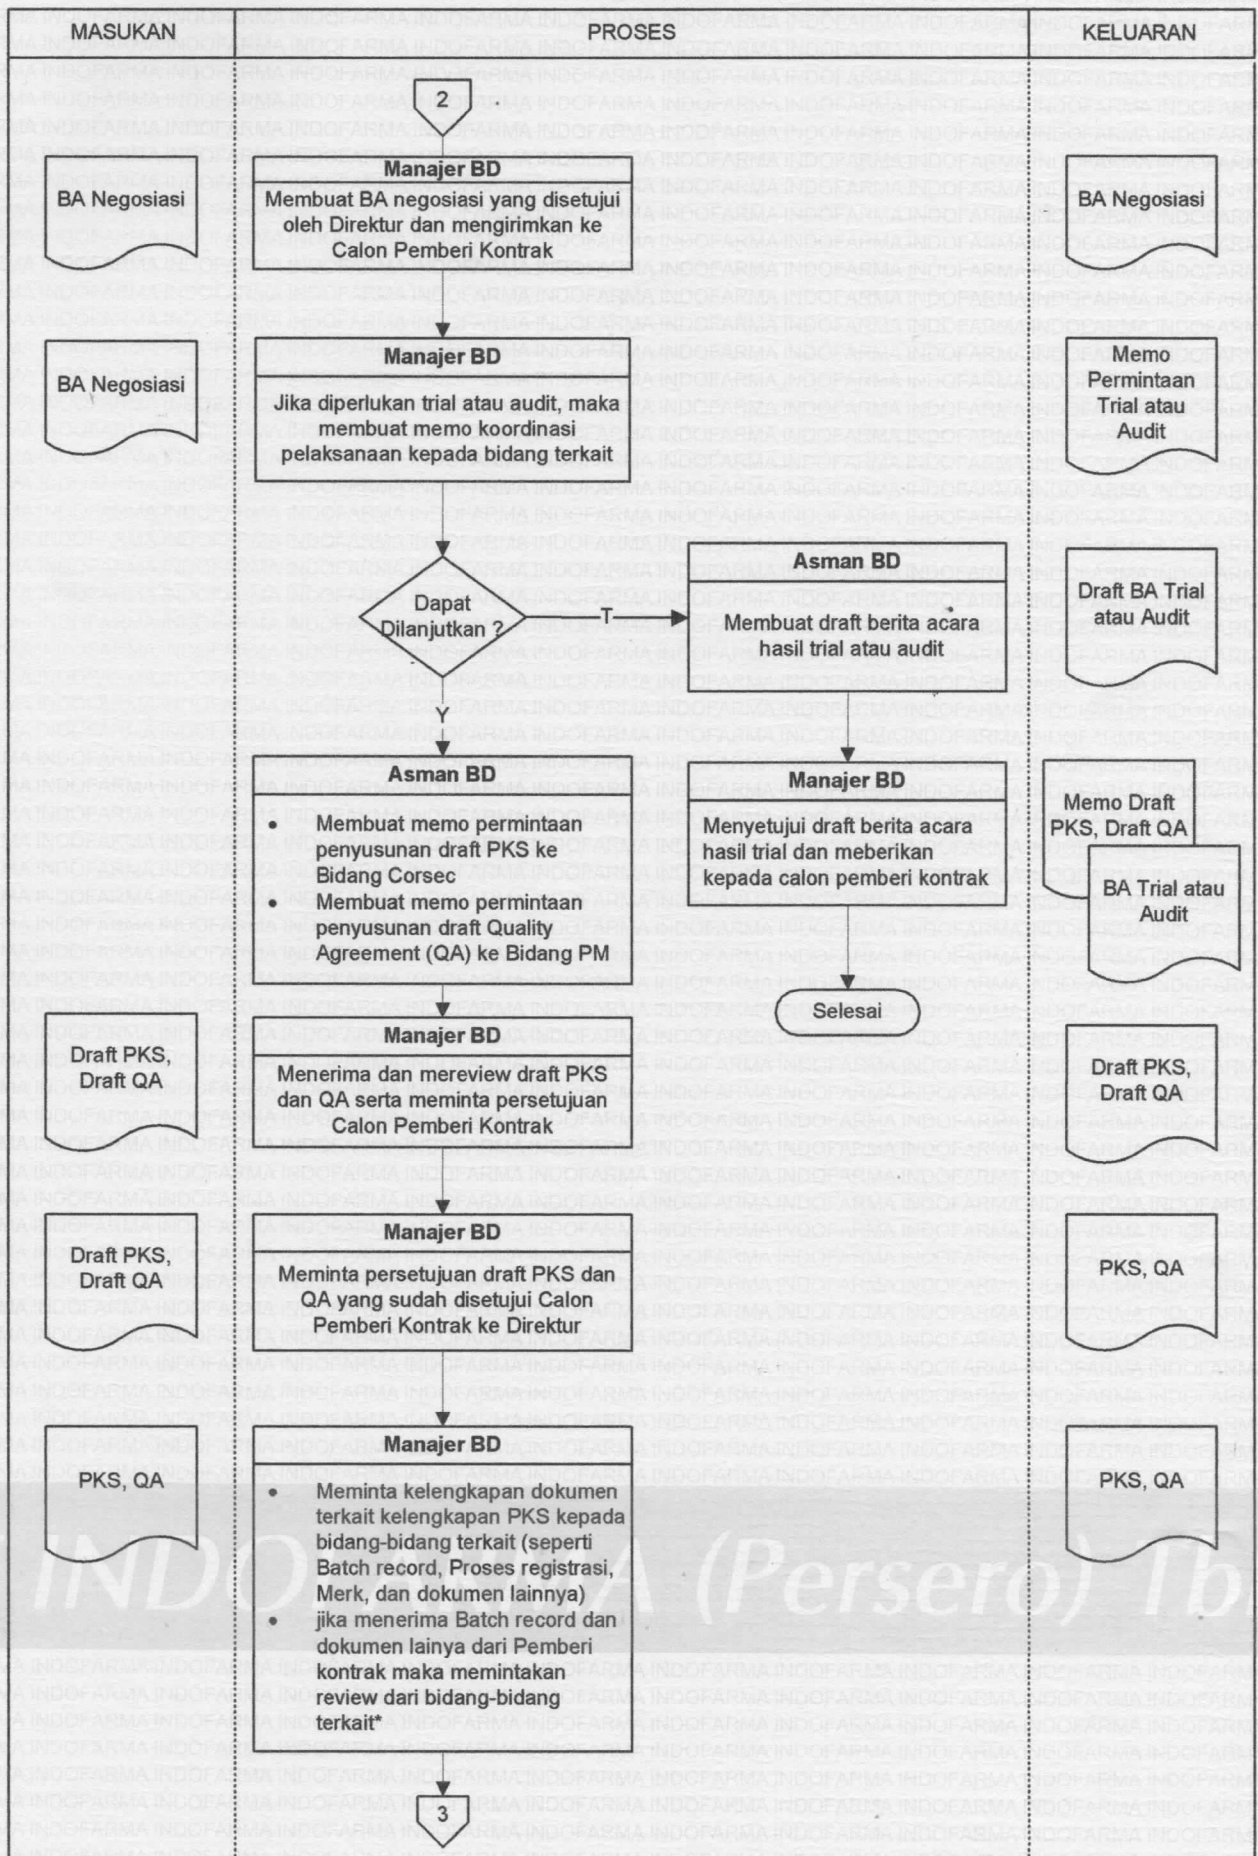 MASUKAN
PROSES
KELUARAN
2
BA Negosiasi
Manajer BD
Membuat BA negosiasi yang disetujui
oleh Direktur dan mengirimkan ke
Calon Pemberi Kontrak
BA Negosiasi
BA Negosiasi
Manajer BD
Jika diperlukan trial atau audit, maka
membuat memo koordinasi
pelaksanaan kepada bidang terkait
Memo
Permintaan
Trial atau
Audit
Dapat
Dilanjutkan ?
T
Y
Asman BD
Membuat draft berita acara
hasil trial atau audit
Draft BA Trial
atau Audit
Asman BD
• Membuat memo permintaan
penyusunan draft PKS ke
Bidang Corsec
• Membuat memo permintaan
penyusunan draft Quality
Agreement (QA) ke Bidang PM
Manajer BD
Menyetujui draft berita acara
hasil trial dan meberikan
kepada calon pemberi kontrak
Selesai
Memo Draft
PKS, Draft QA
BA Trial atau
Audit
Draft PKS,
Draft QA
Manajer BD
Menerima dan mereview draft PKS
dan QA serta meminta persetujuan
Calon Pemberi Kontrak
Draft PKS,
Draft QA
Draft PKS,
Draft QA
Manajer BD
Meminta persetujuan draft PKS dan
QA yang sudah disetujui Calon
Pemberi Kontrak ke Direktur
PKS, QA
PKS, QA
Manajer BD
• Meminta kelengkapan dokumen
terkait kelengkapan PKS kepada
bidang-bidang terkait (seperti
Batch record, Proses registrasi,
Merk, dan dokumen lainnya)
• jika menerima Batch record dan
dokumen lainya dari Pemberi
kontrak maka memintakan
review dari bidang-bidang
terkait*
PKS, QA
INDOFARMA (Persero) Tb
3